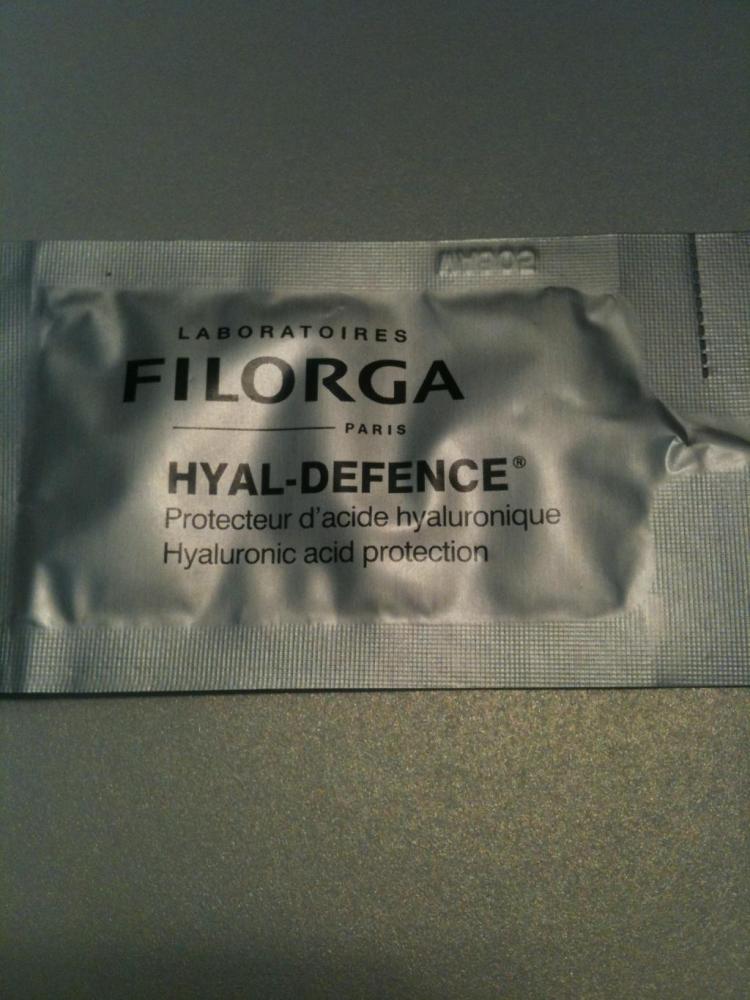 LABORATOIRES
FILORGA
PARIS
HYAL-DEFENCE®
Protecteur d'acide hyaluronique
Hyaluronic acid protection